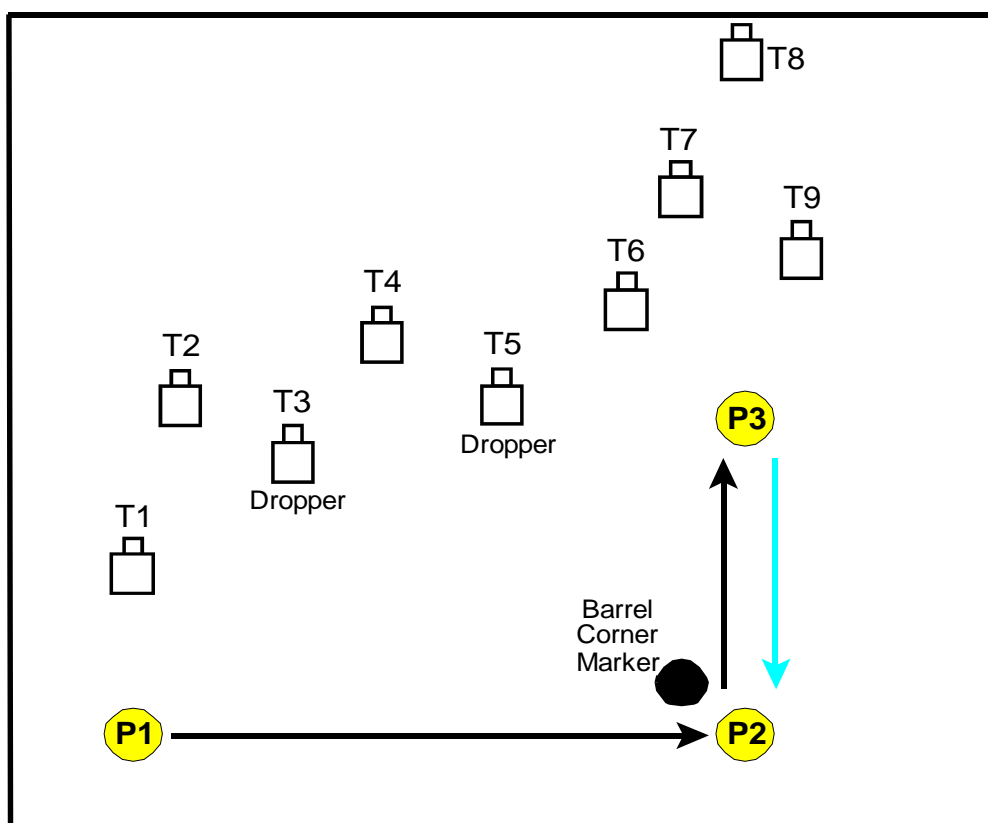 T8
T7
T9
T6
T4
T2
T5
T3
Dropper
P3
Dropper
T1
Barrel
Corner
Marker
P1
P2